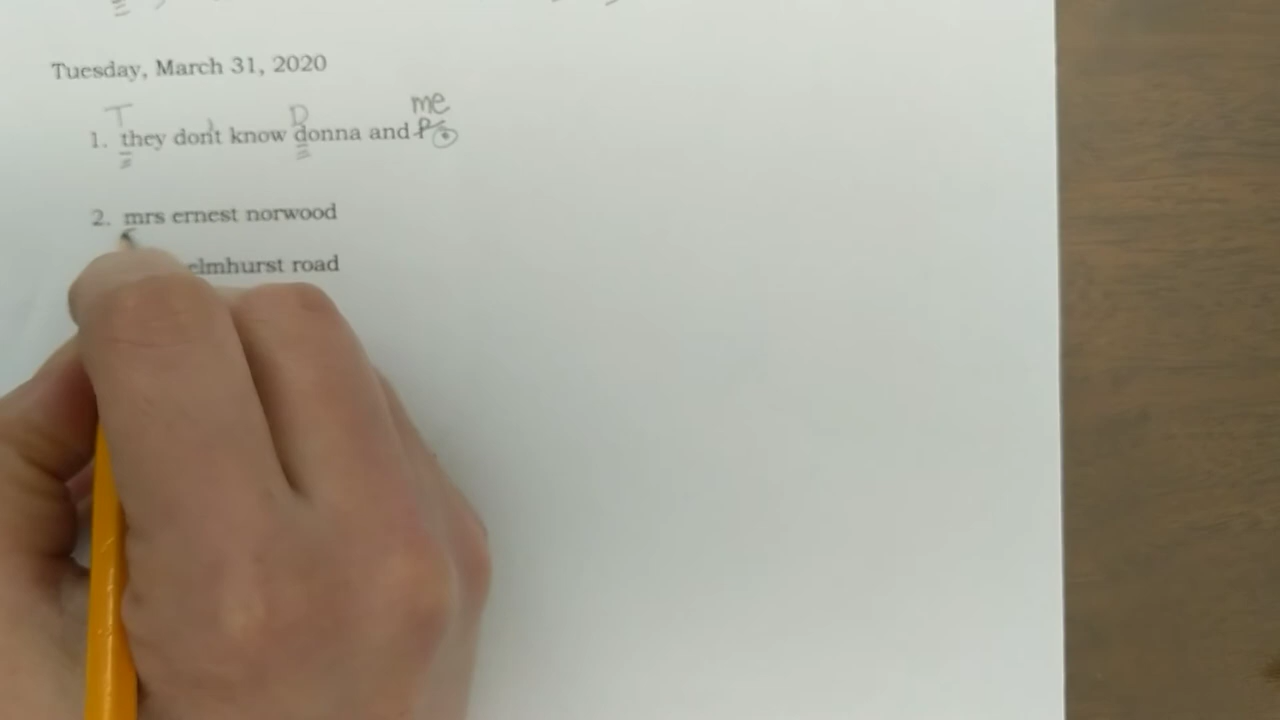 Tuesday, March 31, 2020
T D me
1. they don't know donna and I
2. mrs ernest norwood
elmhurst road